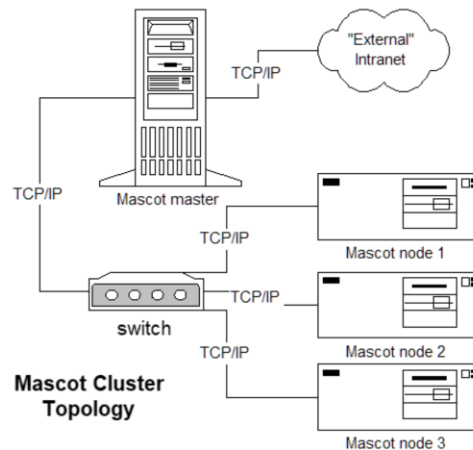 "External"
Intranet
TCP/IP
TCP/IP
Mascot master
TCP/IP
Mascot node 1
TCP/IP
switch
Mascot node 2
TCP/IP
Mascot Cluster
Topology
Mascot node 3